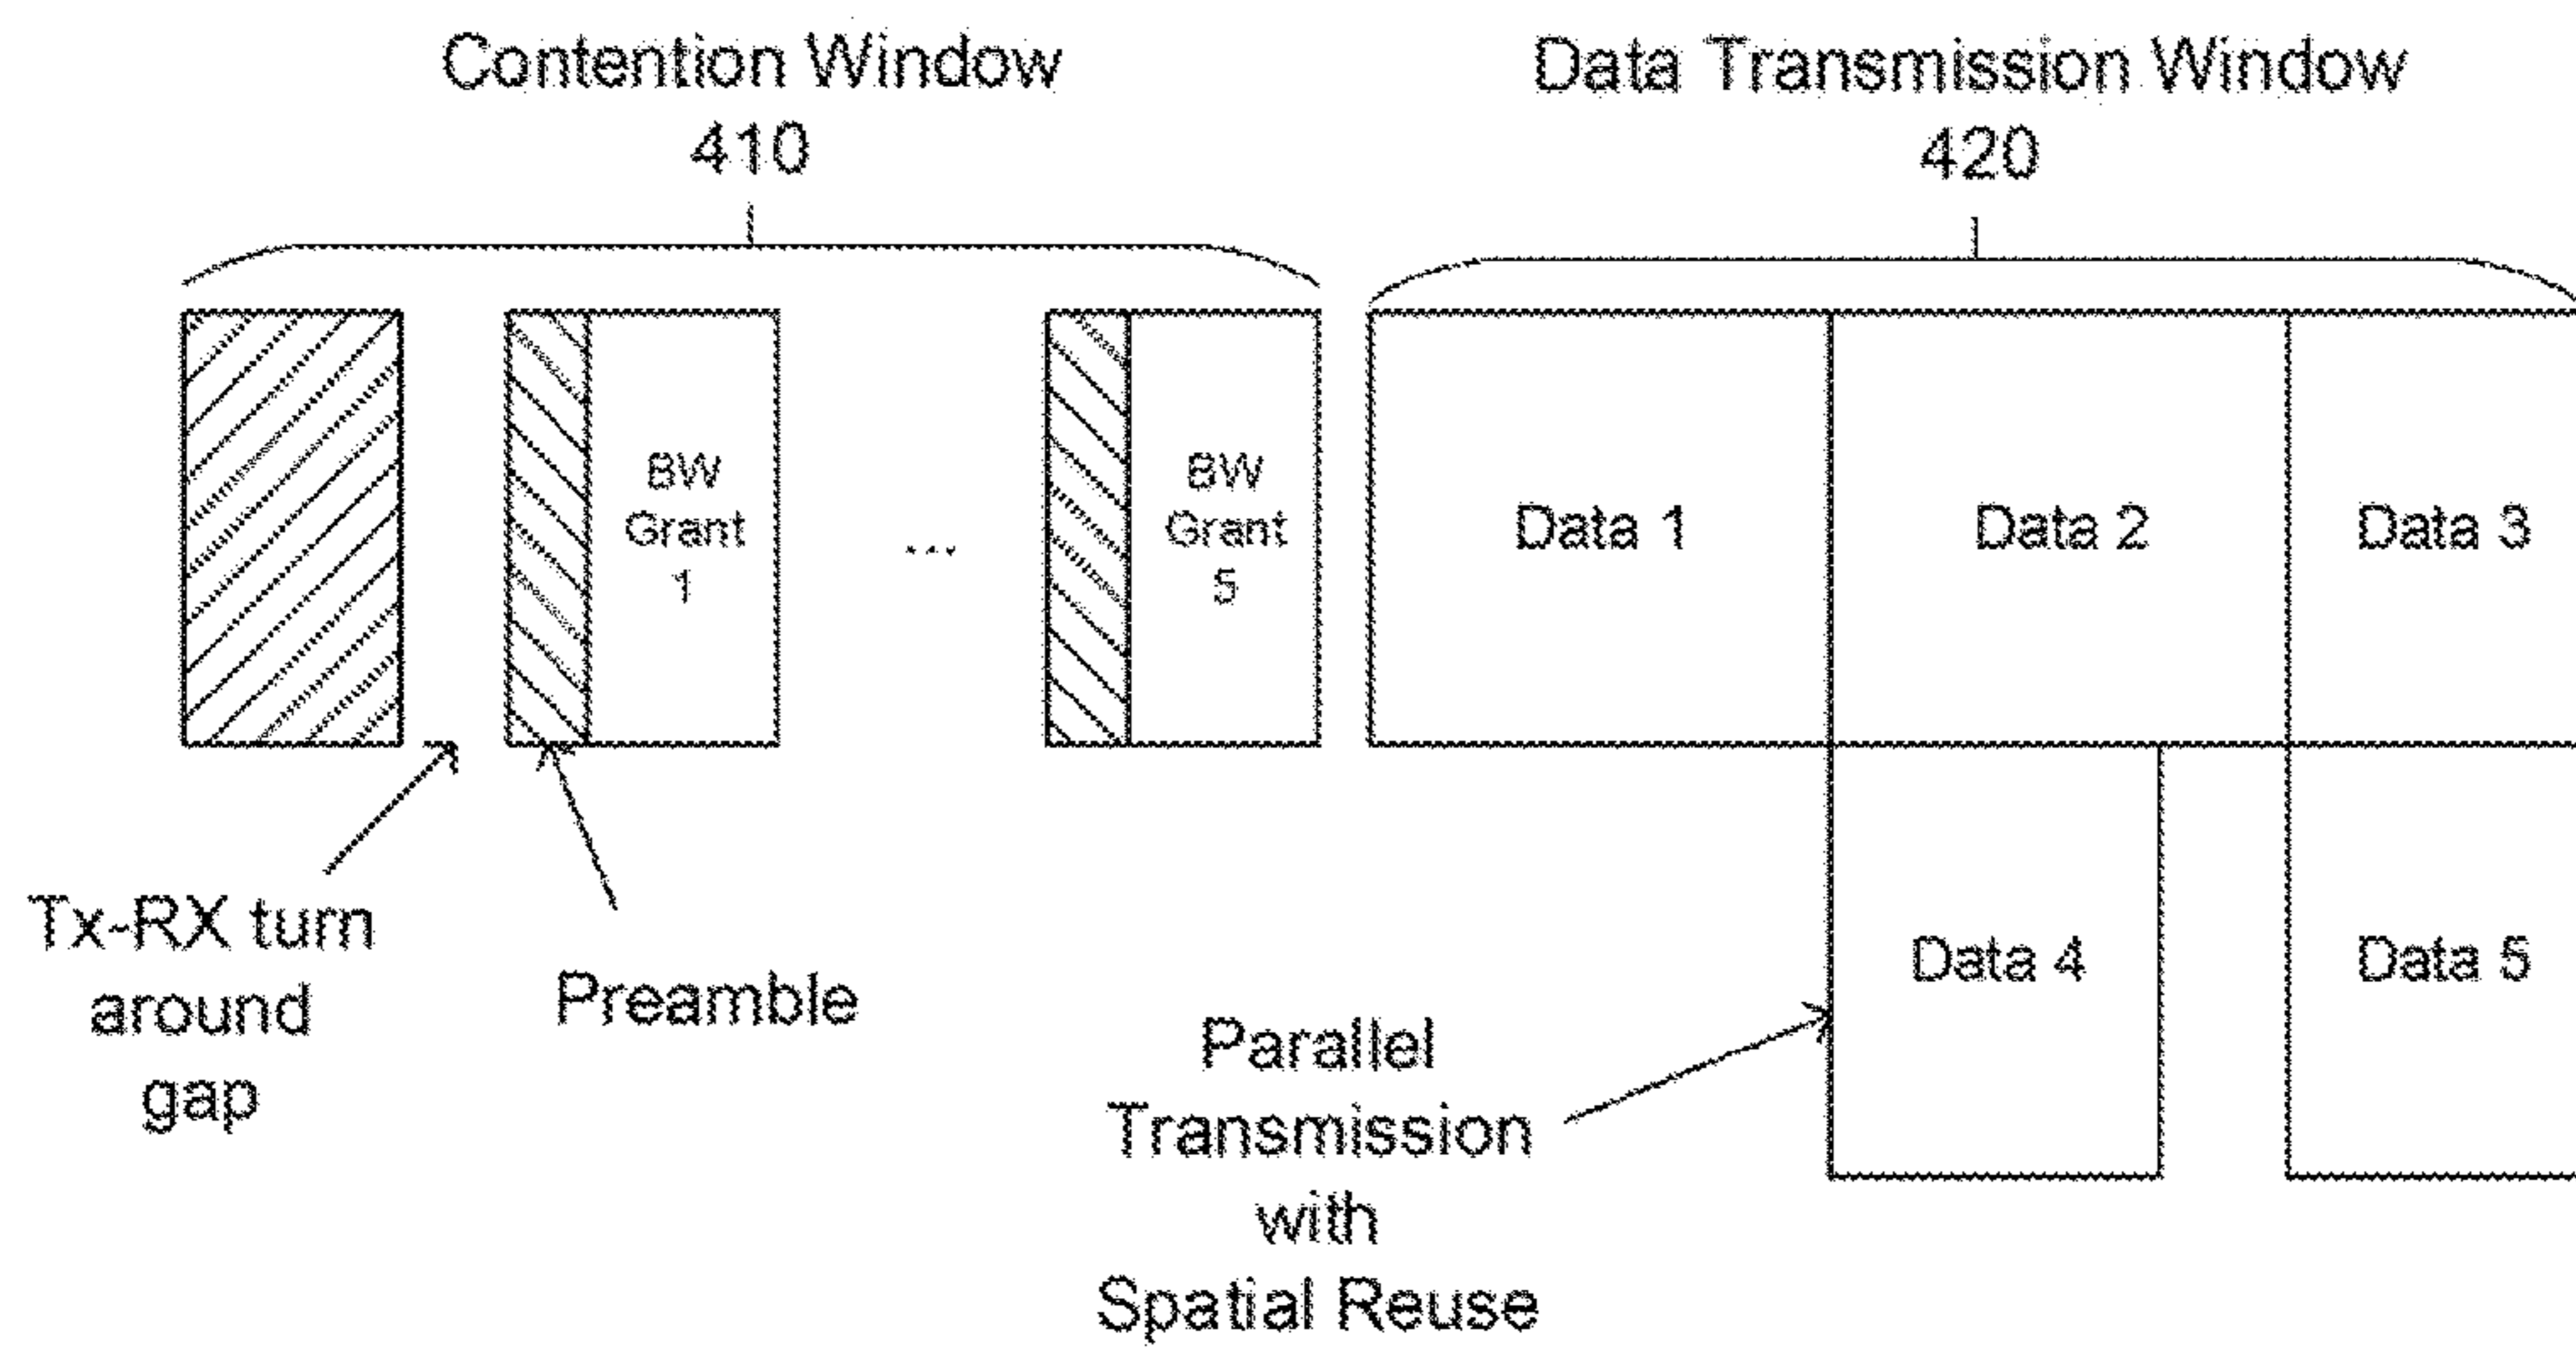 Contention Window
410
Data Transmission Window
420
BW
Grant
1
...
BW
Grant
5
Data 1
Data 2
Data 3
Data 4
Data 5
Tx-RX turn
around
gap
Preamble
Parallel
Transmission
with
Spatial Reuse